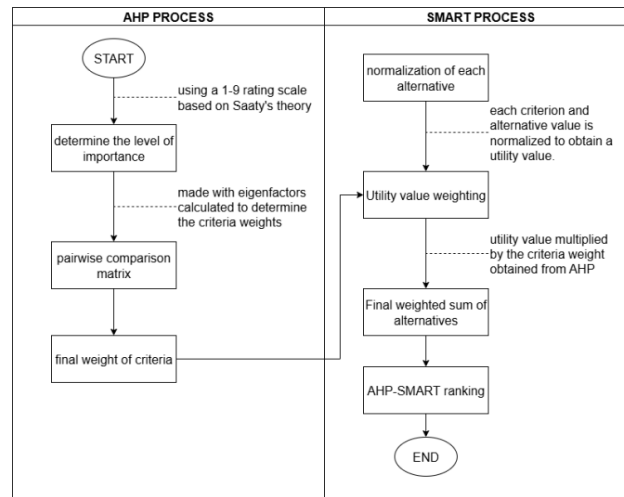 AHP PROCESS
START
using a 1-9 rating scale
based on Saaty's theory
determine the level of
importance
made with eigenfactors
calculated to determine
the criteria weights
pairwise comparison
matrix
final weight of criteria
SMART PROCESS
normalization of each
alternative
each criterion and
alternative value is
normalized to obtain a
utility value.
Utility value weighting
utility value multiplied
by the criteria weight
obtained from AHP
Final weighted sum of
alternatives
AHP-SMART ranking
END